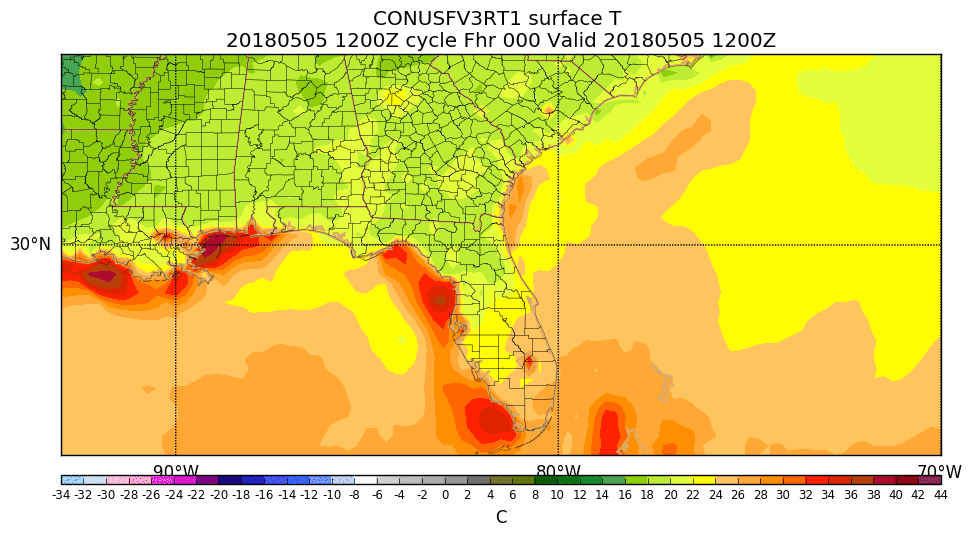 CONUSFV3RT1 surface T
20180505 1200Z cycle Fhr 000 Valid 20180505 1200Z
30°N
90°W 80°W 70°W
-34 -32 -30 -28 -26 -24 -22 -20 -18 -16 -14 -12 -10 -8 -6 -4 -2 0 2 4 6 8 10 12 14 16 18 20 22 24 26 28 30 32 34 36 38 40 42 44
C